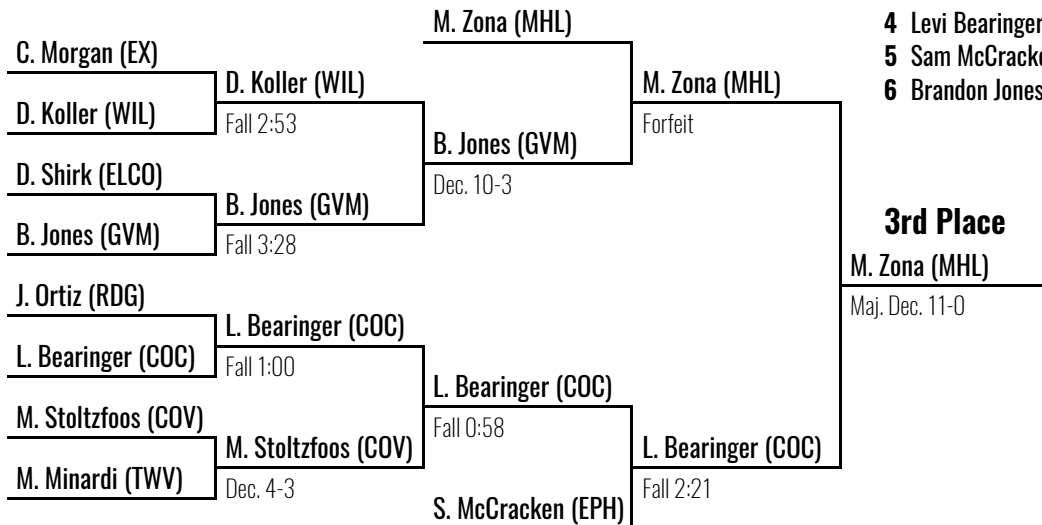 M. Zona (MHL)
4 Levi Bearinger
C. Morgan (EX)
5
Sam
D. Koller (WIL)
M. Zona (MHL)
6 Brandon Jones
D. Koller (WIL)
Fall 2:53
Forfeit
B. Jones (GVM)
D. Shirk (ELCO)
Dec. 10-3
B. Jones (GVM)
3rd Place
B. Jones (GVM)
Fall 3:28
M. Zona (MHL)
J. Ortiz (RDG)
Maj. Dec. 11-0
L. Bearinger (COC)
L. Bearinger (COC)
Fall 1:00
L. Bearinger (COC)
M. Stoltzfoos (COV)
Fall 0:58
M. Stoltzfoos (COV)
L. Bearinger (COC)
M. Minardi (TWV)
Dec. 4-3
Fall 2:21
S. McCracken (EPH)